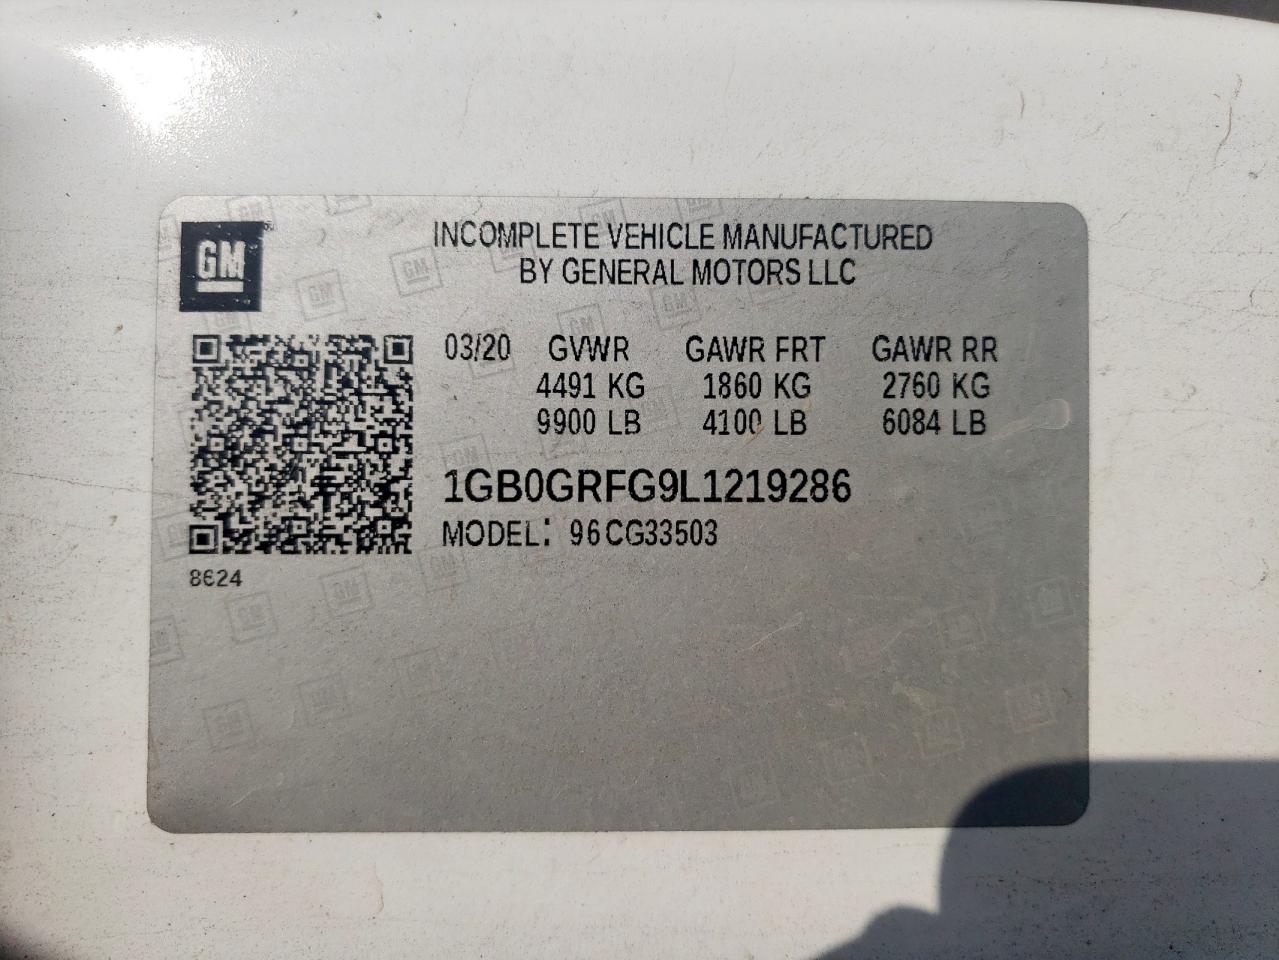 GM
INCOMPLETE VEHICLE MANUFACTURED
BY GENERAL MOTORS LLC
03/20 GVWR GAWR FRT GAWR RR
4491 KG 1860 KG 2760 KG
9900 LB 4100 LB 6084 LB
1GB0GRFG9L1219286
MODEL: 96CG33503
8624